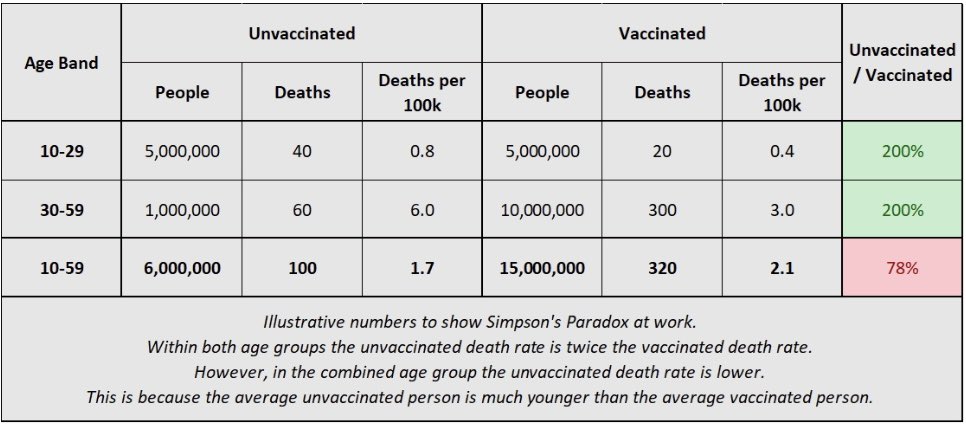 Age Band Unvaccinated Vaccinated Unvaccinated / Vaccinated
People Deaths Deaths per 100k People Deaths Deaths per 100k
10-29 5,000,000 40 0.8 5,000,000 20 0.4 200%
30-59 1,000,000 60 6.0 10,000,000 300 3.0 200%
10-59 6,000,000 100 1.7 15,000,000 320 2.1 78%
Illustrative numbers to show Simpson's Paradox at work.
Within both age groups the unvaccinated death rate is twice the vaccinated death rate.
However, in the combined age group the unvaccinated death rate is lower.
This is because the average unvaccinated person is much younger than the average vaccinated person.